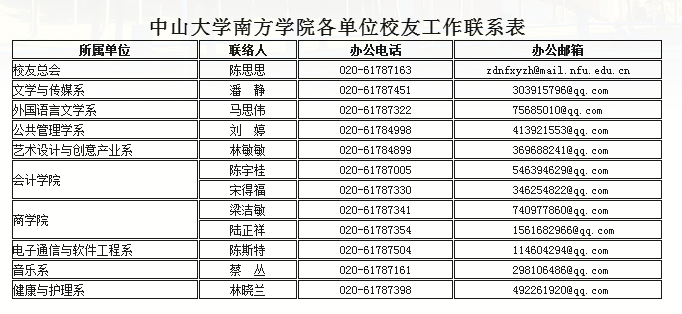 中山大学南方学院各单位校友工作联系表
所属单位 联络人 办公电话 办公邮箱
校友总会 陈思思 020-61787163 zdnfxyzh@mail.nfu.edu.cn
文学与传媒系 潘　静 020-61787451 303915796@qq.com
外国语言文学系 马思伟 020-61787322 75685010@qq.com
公共管理学系 刘　婷 020-61784998 413921553@qq.com
艺术设计与创意产业系 林敏敏 020-61784899 369688241@qq.com
会计学院 陈宇桂 020-61787005 546394629@qq.com
宋得福 020-61787330 346254822@qq.com
商学院 梁洁敏 020-61787341 740977860@qq.com
陆正祥 020-61787354 1561682966@qq.com
电子通信与软件工程系 陈斯特 020-61787504 114604294@qq.com
音乐系 蔡　丛 020-61787161 298106486@qq.com
健康与护理系 林晓兰 020-61787398 492261920@qq.com